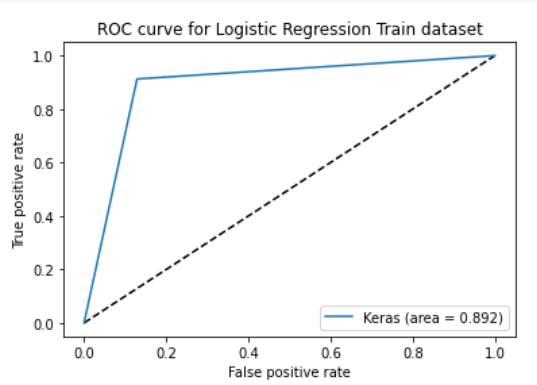 ROC curve for Logistic Regression Train dataset
1.0
0.8
0.6
0.4
0.2
0.0
True positive rate
Keras (area = 0.892)
0.0 0.2 0.4 0.6 0.8 1.0
False positive rate